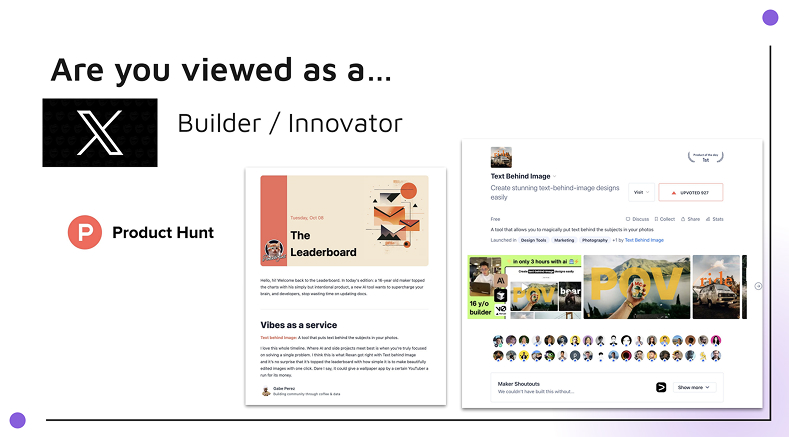 Are you viewed as a...
Builder / Innovator
Product Hunt
Tuesday, Oct 08
The
Leaderboard
Hello, hi! Welcome back to the Leaderboard. In today's edition: a 16-year old maker topped
the charts with his simply but intentional product, a new AI tool wants to supercharge your
brain, and developers, stop wasting time on updating docs.
Vibes as a service
Text behind Image: A tool that puts text behind the subjects in your photos.
I love this whole timeline. Where AI and side projects meet best is when you're truly focused
on solving a single problem. I think this is what Rexan got right with Text behind Image
and it's no surprise that it's topped the leaderboard with how simple it is to make beautifully
edited images with one click. Dare I say, it could give a wallpaper app by a certain YouTuber a
run for its money.
Gabe Perez
Building community through coffee & data
Product of the day
1st
Text Behind Image
Create stunning text-behind-image designs
easily
Visit
UPVOTED 927
Free
Discuss
Collect
Share
Stats
A tool that allows you to magically put text behind the subjects in your photos
Launched in
Design Tools
Marketing
Photography
+1 by Text Behind Image
in only 3 hours with ai
16 y/o
builder
Create text-behind-image designs easily
POV
bear
POV
ride
Maker Shoutouts
We couldn't have built this without...
Show more